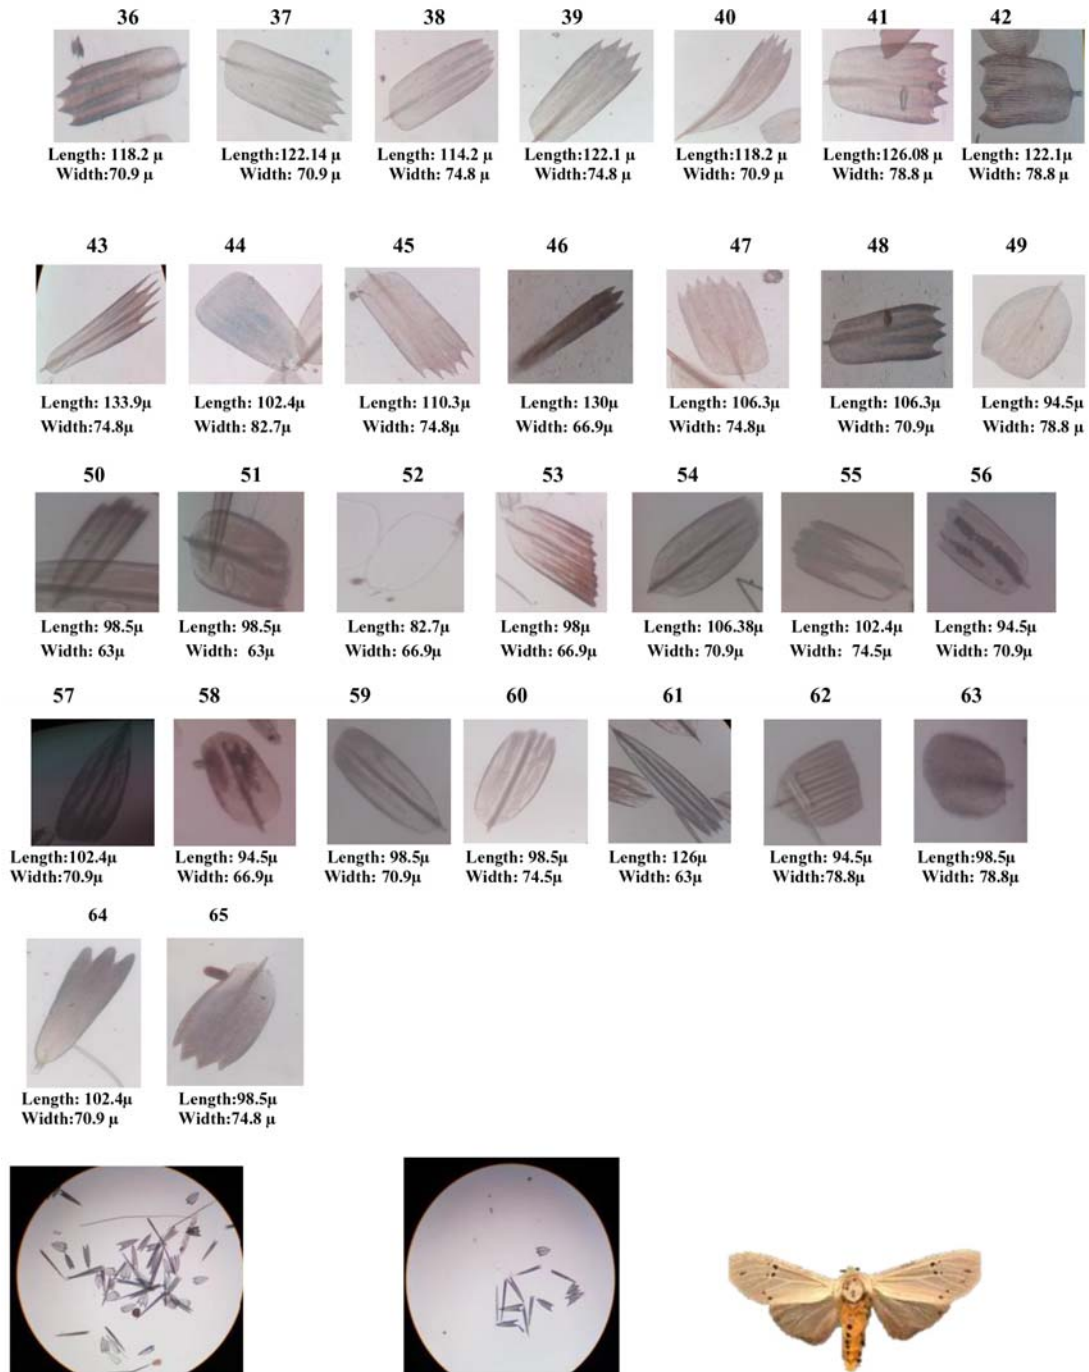 36 37 38 39 40 41 42
Length: 118.2 μ Length:122.14 μ Length: 114.2 μ Length:122.1 μ Length:118.2 μ Length:126.08 μ Length: 122.1μ
Width:70.9 μ Width: 70.9 μ Width: 74.8 μ Width: 74.8 μ Width: 70.9 μ Width: 78.8 μ Width: 78.8 μ
43 44 45 46 47 48 49
Length: 133.9μ Length: 102.4μ Length: 110.3μ Length: 130μ Length: 106.3μ Length: 106.3μ Length: 94.5μ
Width:74.8μ Width: 82.7μ Width: 74.8μ Width: 66.9μ Width: 74.8μ Width: 70.9μ Width: 78.8 μ
50 51 52 53 54 55 56
Length: 98.5μ Length: 98.5μ Length: 82.7μ Length: 98μ Length: 106.38μ Length: 102.4μ Length: 94.5μ
Width: 63μ Width: 63μ Width: 66.9μ Width: 66.9μ Width: 70.9μ Width: 74.5μ Width: 70.9μ
57 58 59 60 61 62 63
Length:102.4μ Length: 94.5μ Length: 98.5μ Length: 98.5μ Length: 126μ Length: 94.5μ Length:98.5μ
Width:70.9μ Width: 66.9μ Width: 70.9μ Width: 74.5μ Width: 63μ Width:78.8μ Width: 78.8μ
64 65
Length: 102.4μ Length:98.5μ
Width:70.9 μ Width:74.8 μ